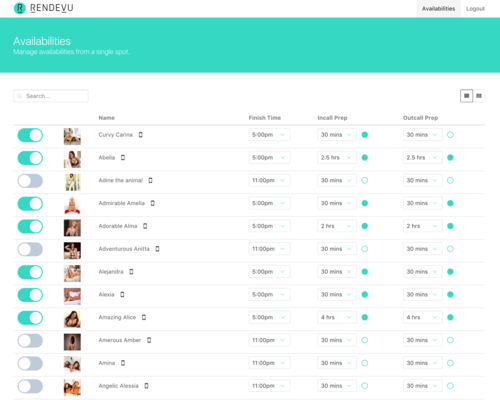 RENDEVU
Availabilities Logout
Availabilities
Manage availabilities from a single spot.
Search...
Name Finish Time Incall Prep Outcall Prep
Curvy Carina 5:00pm 30 mins 30 mins
Abelia 5:00pm 2.5 hrs 2.5 hrs
Adine the animal 11:00pm 30 mins 30 mins
Admirable Amelia 5:00pm 30 mins 30 mins
Adorable Alma 5:00pm 2 hrs 2 hrs
Adventurous Anitta 11:00pm 30 mins 30 mins
Alejandra 5:00pm 30 mins 30 mins
Alexia 5:00pm 30 mins 30 mins
Amazing Alice 5:00pm 4 hrs 4 hrs
Amerous Amber 11:00pm 30 mins 30 mins
Amina 11:00pm 30 mins 30 mins
Angelic Alessia 11:00pm 30 mins 30 mins